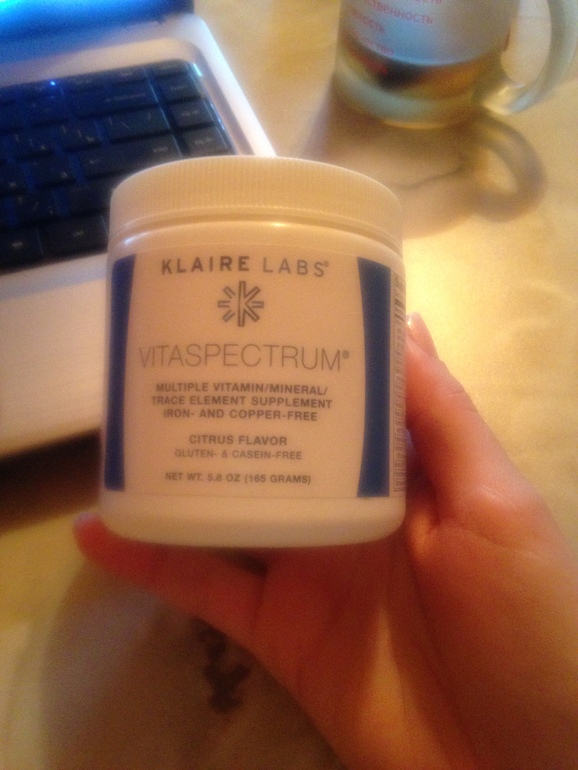 KLAIRE LABS®
VITASPECTRUM®
MULTIPLE VITAMIN/MINERAL/
TRACE ELEMENT SUPPLEMENT
IRON- AND COPPER-FREE
CITRUS FLAVOR
GLUTEN- & CASEIN-FREE
NET WT. 5.8 OZ (165 GRAMS)